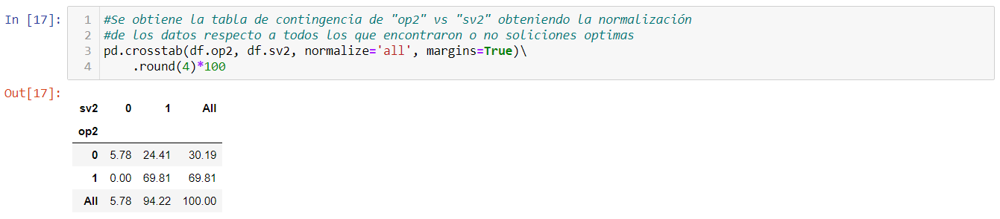 In [17]:
1 #Se obtiene la tabla de contingencia de "op2" vs "sv2" obteniendo la normalización
2 #de los datos respecto a todos los que encontraron o no soliciones optimas
3 pd.crosstab(df.op2, df.sv2, normalize='all', margins=True)\
4     .round(4)*100
Out[17]:
sv2 0 1 All
op2
0 5.78 24.41 30.19
1 0.00 69.81 69.81
All 5.78 94.22 100.00